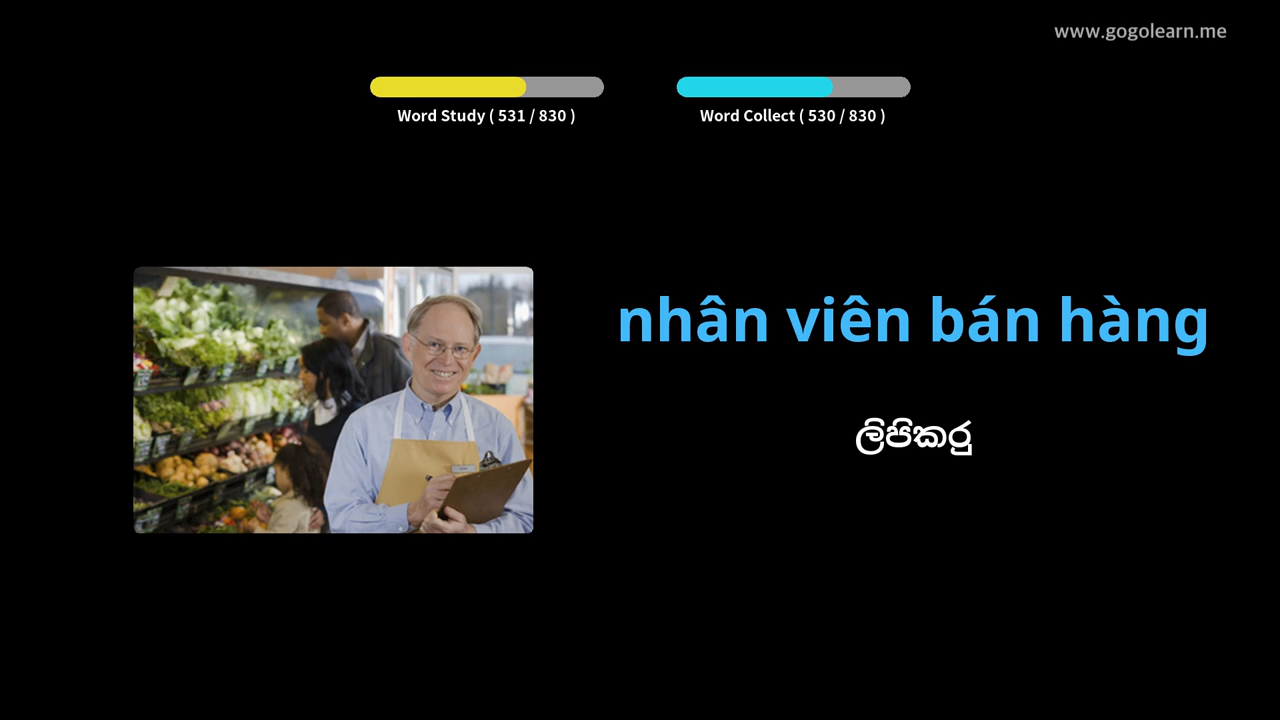 www.gogolearn.me
Word Study ( 531 / 830 )
Word Collect ( 530 / 830 )
nhân viên bán hàng
ලිපිකරු